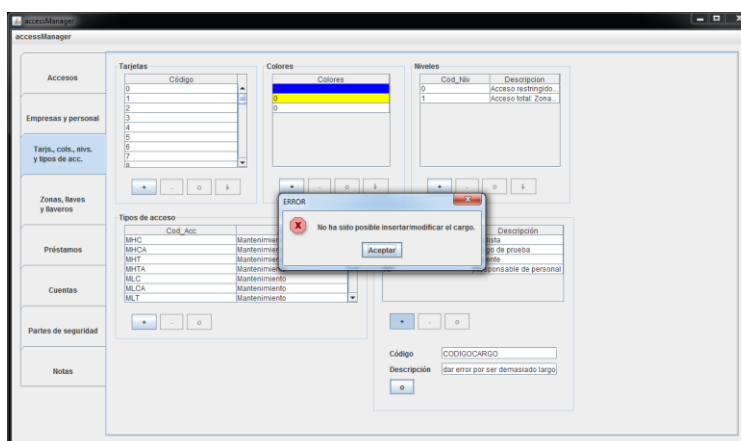 accessManager
accessManager
Accesos
Empresas y personal
Tarjs., cols., nivs.
y tipos de acc.
Zonas, llaves
y llaveros
Préstamos
Cuentas
Partes de seguridad
Notas
Tarjetas
Código
0
1
2
3
4
5
6
7
+ - o
Colores
Colores
0
0
+ - o
Niveles
Cod_Niv Descripcion
0 Acceso restringido...
1 Acceso total: Zona...
+ - o
Tipos de acceso
Cod_Acc
MHC Mantenimiento
MHCA Mantenimiento
MHT Mantenimiento
MHTA Mantenimiento
MLC Mantenimiento
MLCA Mantenimiento
MLT Mantenimiento
+ - o
ERROR
No ha sido posible insertar/modificar el cargo.
Aceptar
Descripción
de prueba
de personal
+ - o
Código CODIGOCARGO
Descripción dar error por ser demasiado largo
o